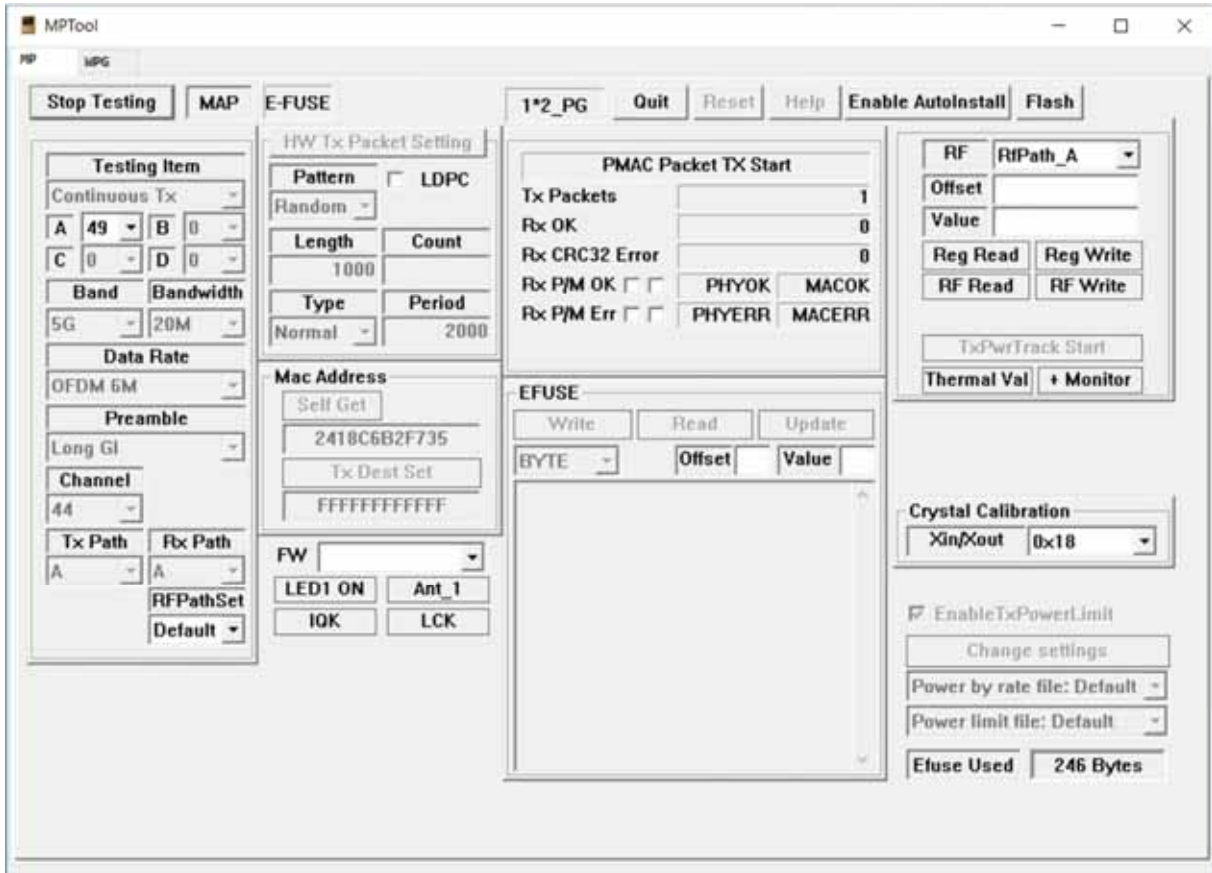 MPTool
MP WPG
Stop Testing MAP E-FUSE 1*2_PG Quit Reset Help Enable AutoInstall Flash
Testing Item
Continuous Tx
A 49 B 0
C 0 D 0
Band Bandwidth
5G 20M
Data Rate
OFDM 6M
Preamble
Long GI
Channel
44
Tx Path Rx Path
A A
RFPathSet
Default
HW Tx Packet Setting
Pattern LDPC
Random
Length Count
1000
Type Period
Normal 2000
Mac Address
Self Get
2418C6B2F735
Tx Dest Set
FFFFFFFFFFFF
FW
LED1 ON Ant_1
IQK LCK
PMAC Packet TX Start
Tx Packets 1
Rx OK 0
Rx CRC32 Error 0
Rx P/M OK PHYOK MACOK
Rx P/M Err PHYERR MACERR
EFUSE
Write Read Update
BYTE Offset Value
RF RfPath_A
Offset
Value
Reg Read Reg Write
RF Read RF Write
TxPwrTrack Start
Thermal Val + Monitor
Crystal Calibration
Xin/Xout 0x18
EnableTxPowerLimit
Change settings
Power by rate file: Default
Power limit file: Default
Efuse Used 246 Bytes